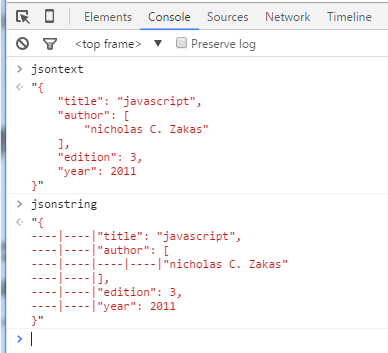 Elements Console Sources Network Timeline
<top frame> ▼ Preserve log
> jsontext
"{
    "title": "javascript",
    "author": [
        "nicholas C. Zakas"
    ],
    "edition": 3,
    "year": 2011
}"
> jsonstring
"{
----|----|"title": "javascript",
----|----|"author": [
----|----|----|----|"nicholas C. Zakas"
----|----|],
----|----|"edition": 3,
----|----|"year": 2011
}"
>